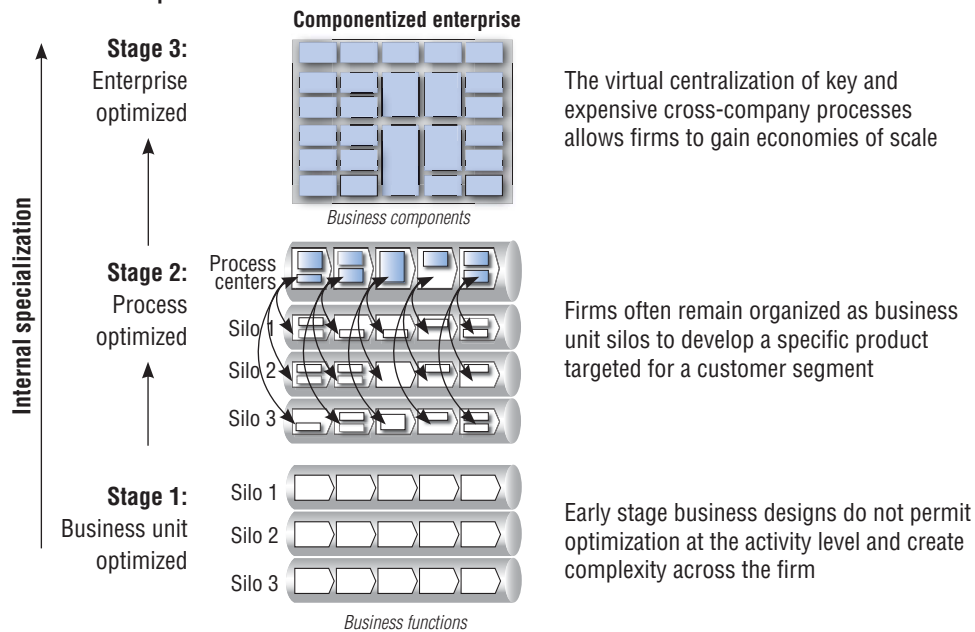 Componentized enterprise
Stage 3:
Enterprise
optimized
The virtual centralization of key and
expensive cross-company processes
allows firms to gain economies of scale
Business components
Internal specialization
Stage 2:
Process
optimized
Process
centers
Silo 1
Silo 2
Silo 3
Firms often remain organized as business
unit silos to develop a specific product
targeted for a customer segment
Stage 1:
Business unit
optimized
Silo 1
Silo 2
Silo 3
Early stage business designs do not permit
optimization at the activity level and create
complexity across the firm
Business functions